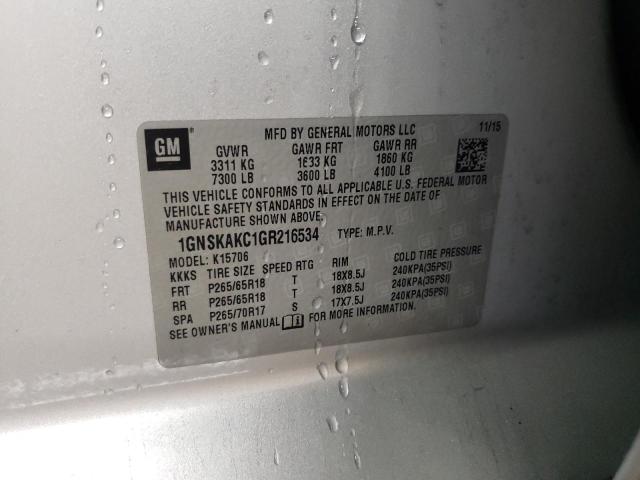 MFD BY GENERAL MOTORS LLC 11/15
GM ®
GVWR GAWR FRT GAWR RR
3311 KG 1633 KG 1860 KG
7300 LB 3600 LB 4100 LB
THIS VEHICLE CONFORMS TO ALL APPLICABLE U.S. FEDERAL MOTOR
VEHICLE SAFETY STANDARDS IN EFFECT ON THE DATE OF
MANUFACTURE SHOWN ABOVE.
1GNSKAKC1GR216534 TYPE: M.P.V.
MODEL: K15706
KKKS TIRE SIZE SPEED RTG RIM COLD TIRE PRESSURE
FRT P265/65R18 T 18X8.5J 240KPA(35PSI)
RR P265/65R18 T 18X8.5J 240KPA(35PSI)
SPA P265/70R17 S 17X7.5J 240KPA(35PSI)
SEE OWNER'S MANUAL FOR MORE INFORMATION.